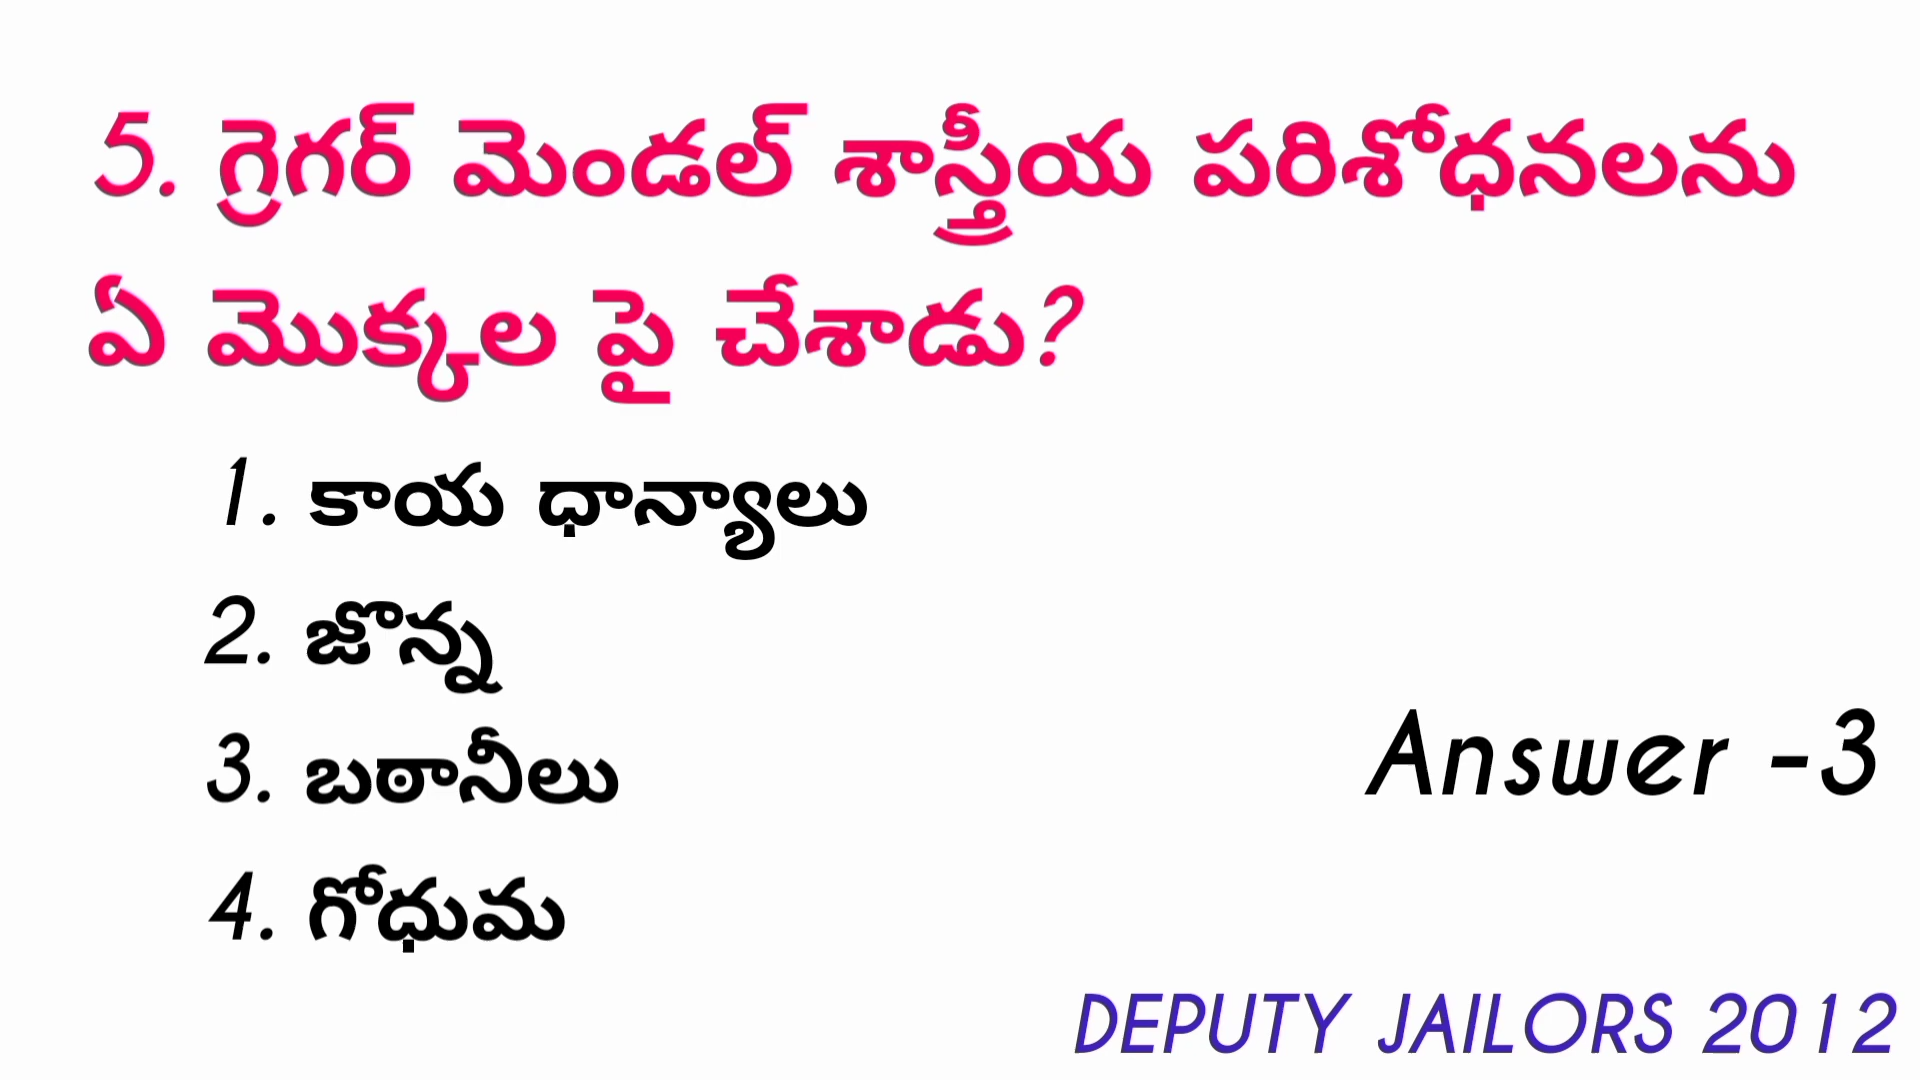 5. గ్రెగర్ మెండల్ శాస్త్రీయ పరిశోధనలను
ఏ మొక్కల పై చేశాడు?
1. కాయ ధాన్యాలు
2. జొన్న
3. బఠానీలు
4. గోధుమ
Answer -3
DEPUTY JAILORS 2012